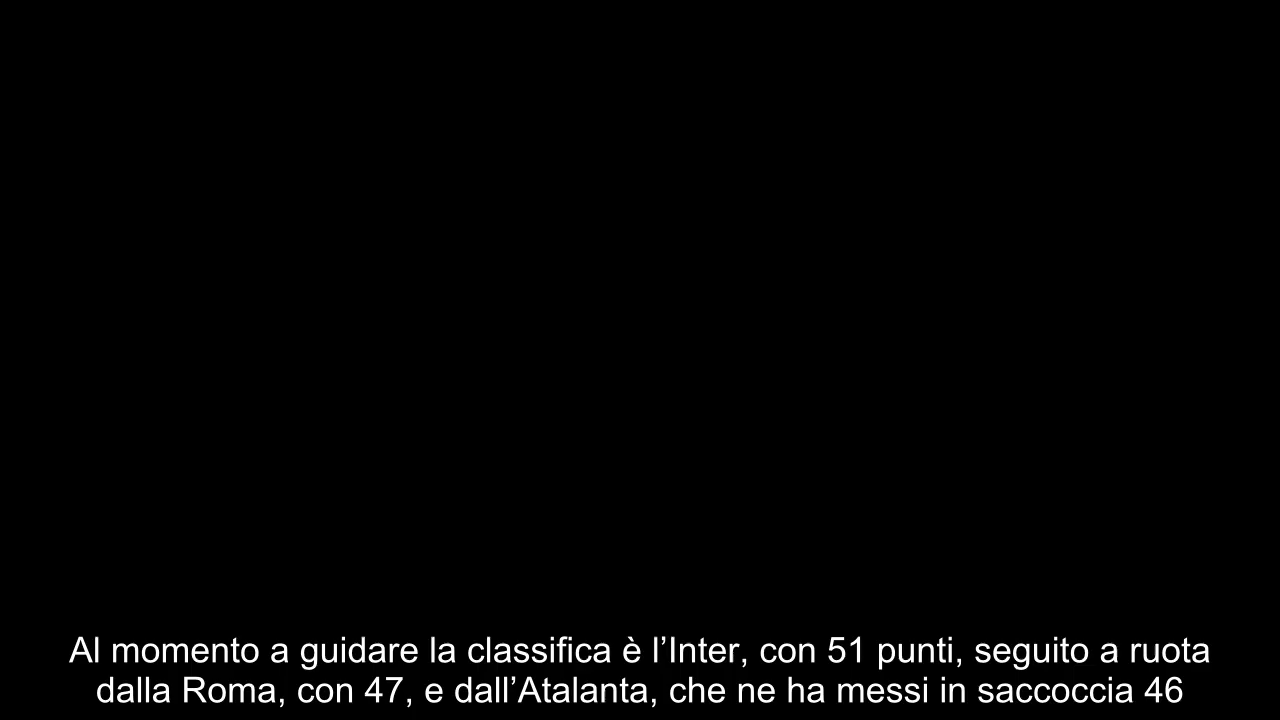 Al momento a guidare la classifica è l’Inter, con 51 punti, seguito a ruota
dalla Roma, con 47, e dall’Atalanta, che ne ha messi in saccoccia 46